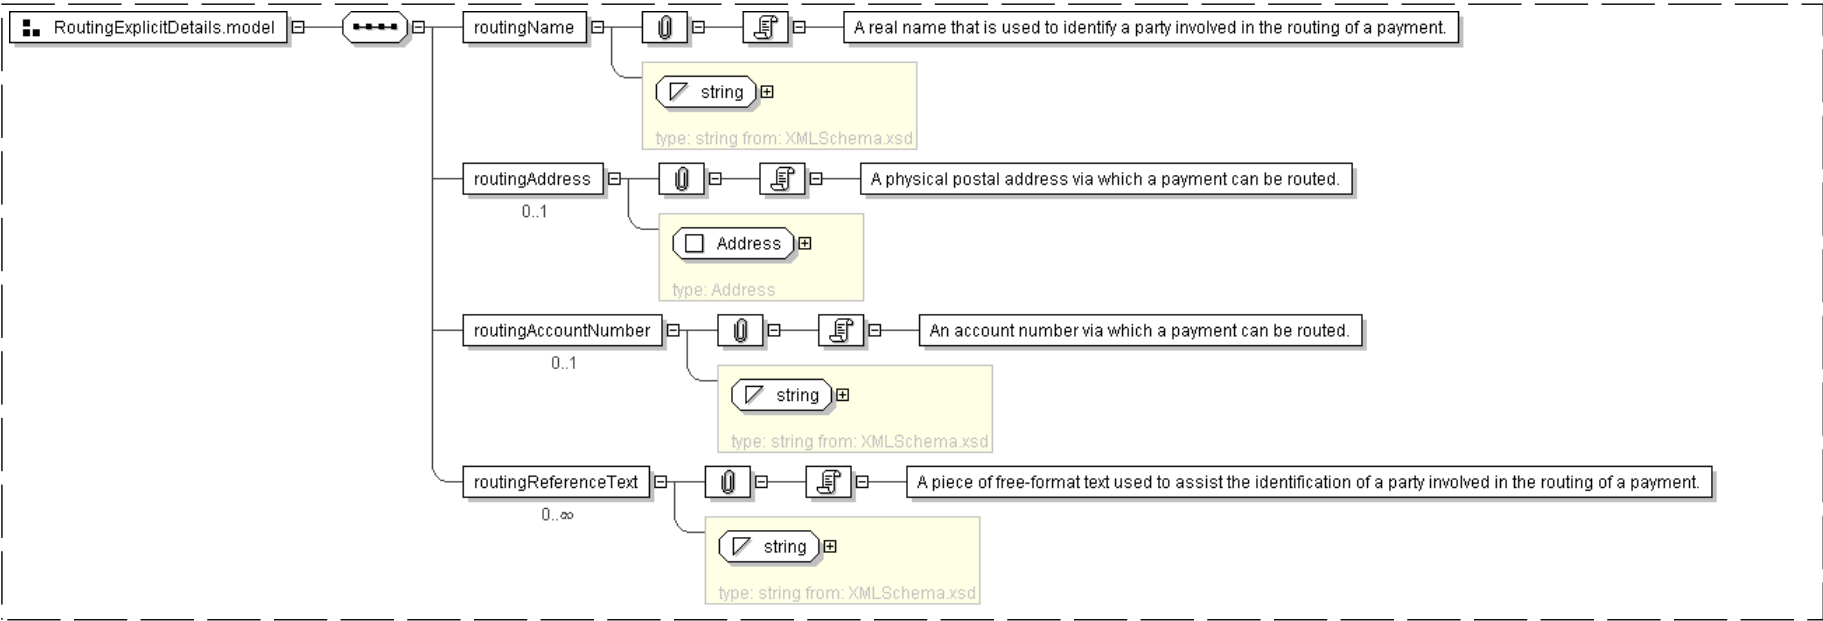 RoutingExplicitDetails.model
routingName
A real name that is used to identify a party involved in the routing of a payment.
string
type: string from: XMLSchema.xsd
routingAddress
A physical postal address via which a payment can be routed.
0..1
Address
type: Address
routingAccountNumber
An account number via which a payment can be routed.
0..1
string
type: string from: XMLSchema.xsd
routingReferenceText
A piece of free-format text used to assist the identification of a party involved in the routing of a payment.
0..∞
string
type: string from: XMLSchema.xsd